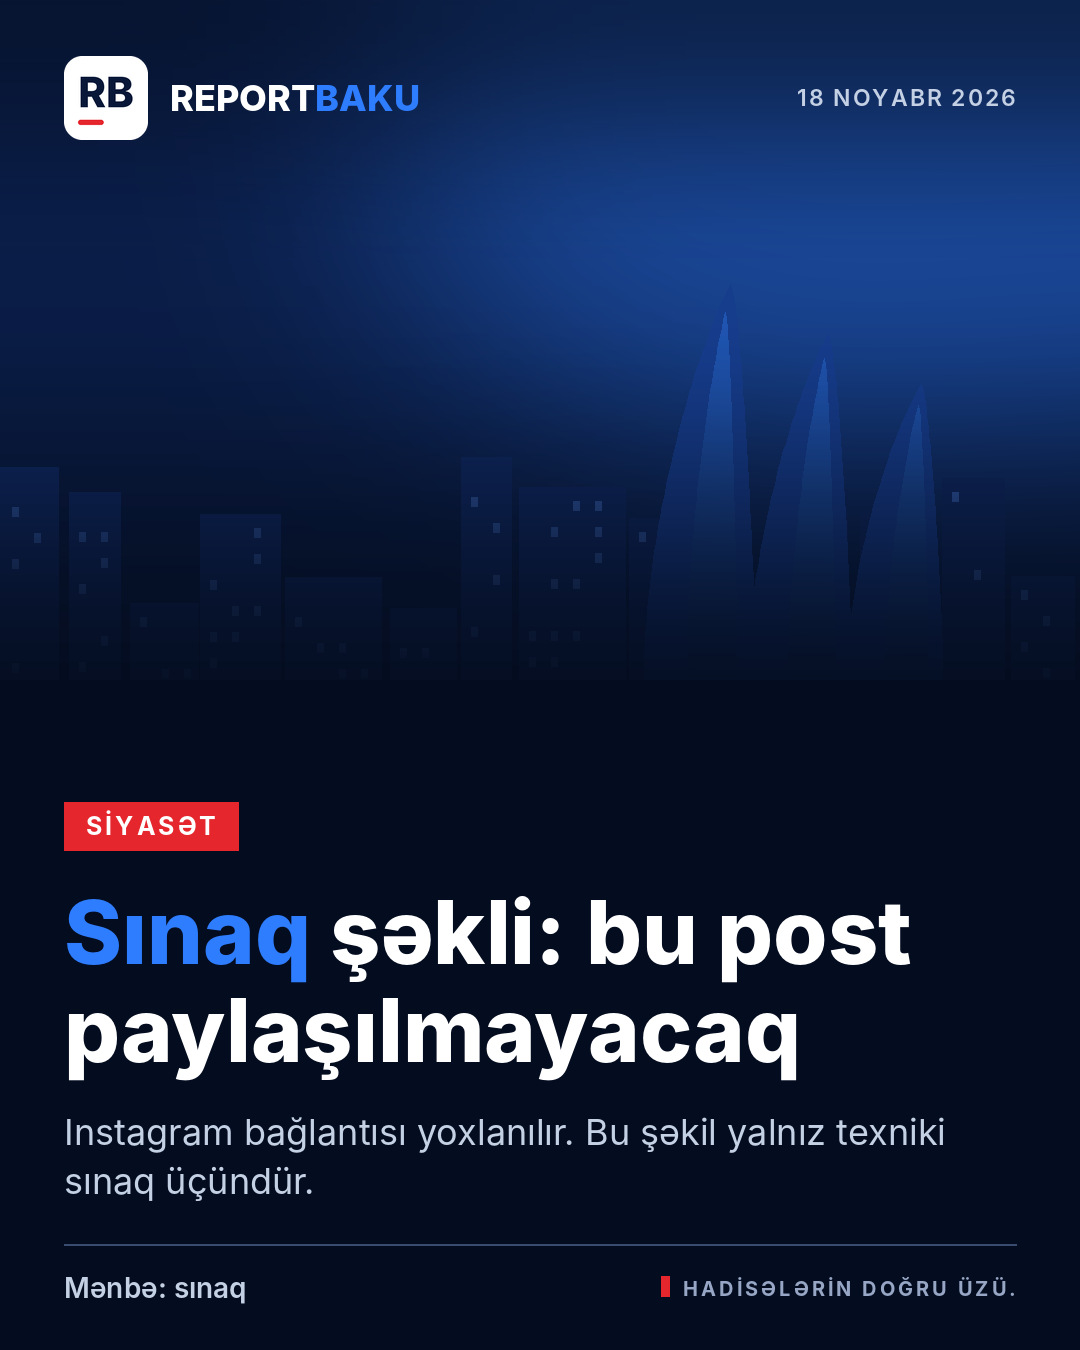 RB
REPORTBAKU
18 NOYABR 2026
SİYASƏT
Sınaq şəkli: bu post
paylaşılmayacaq
Instagram bağlantısı yoxlanılır. Bu şəkil yalnız texniki
sınaq üçündür.
Mənbə: sınaq
HADİSƏLƏRİN DOĞRU ÜZÜ.